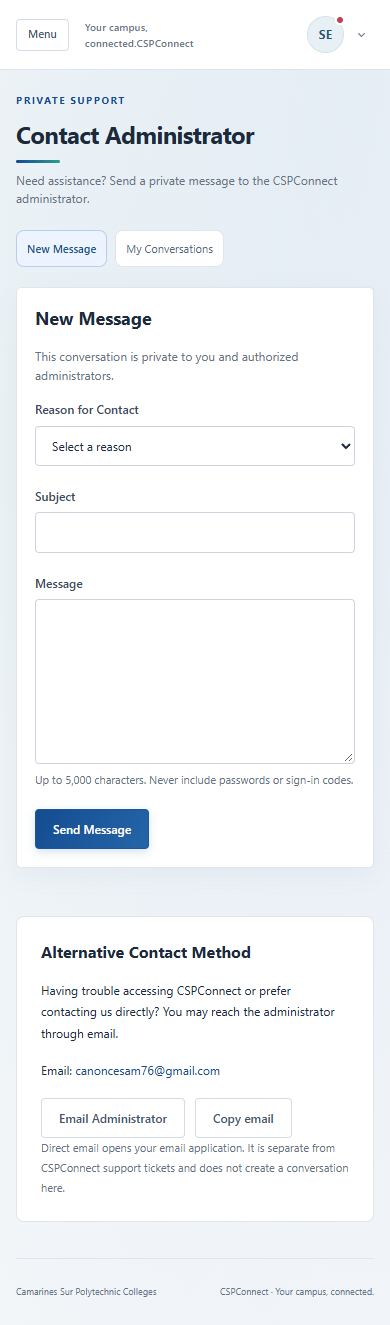 Menu
Your campus,
connected.CSPConnect
SE
PRIVATE SUPPORT
Contact Administrator
Need assistance? Send a private message to the CSPConnect
administrator.
New Message
My Conversations
New Message
This conversation is private to you and authorized
administrators.
Reason for Contact
Select a reason
Subject
Message
Up to 5,000 characters. Never include passwords or sign-in codes.
Send Message
Alternative Contact Method
Having trouble accessing CSPConnect or prefer
contacting us directly? You may reach the administrator
through email.
Email: canoncesam76@gmail.com
Email Administrator
Copy email
Direct email opens your email application. It is separate from
CSPConnect support tickets and does not create a conversation
here.
Camarines Sur Polytechnic Colleges
CSPConnect · Your campus, connected.